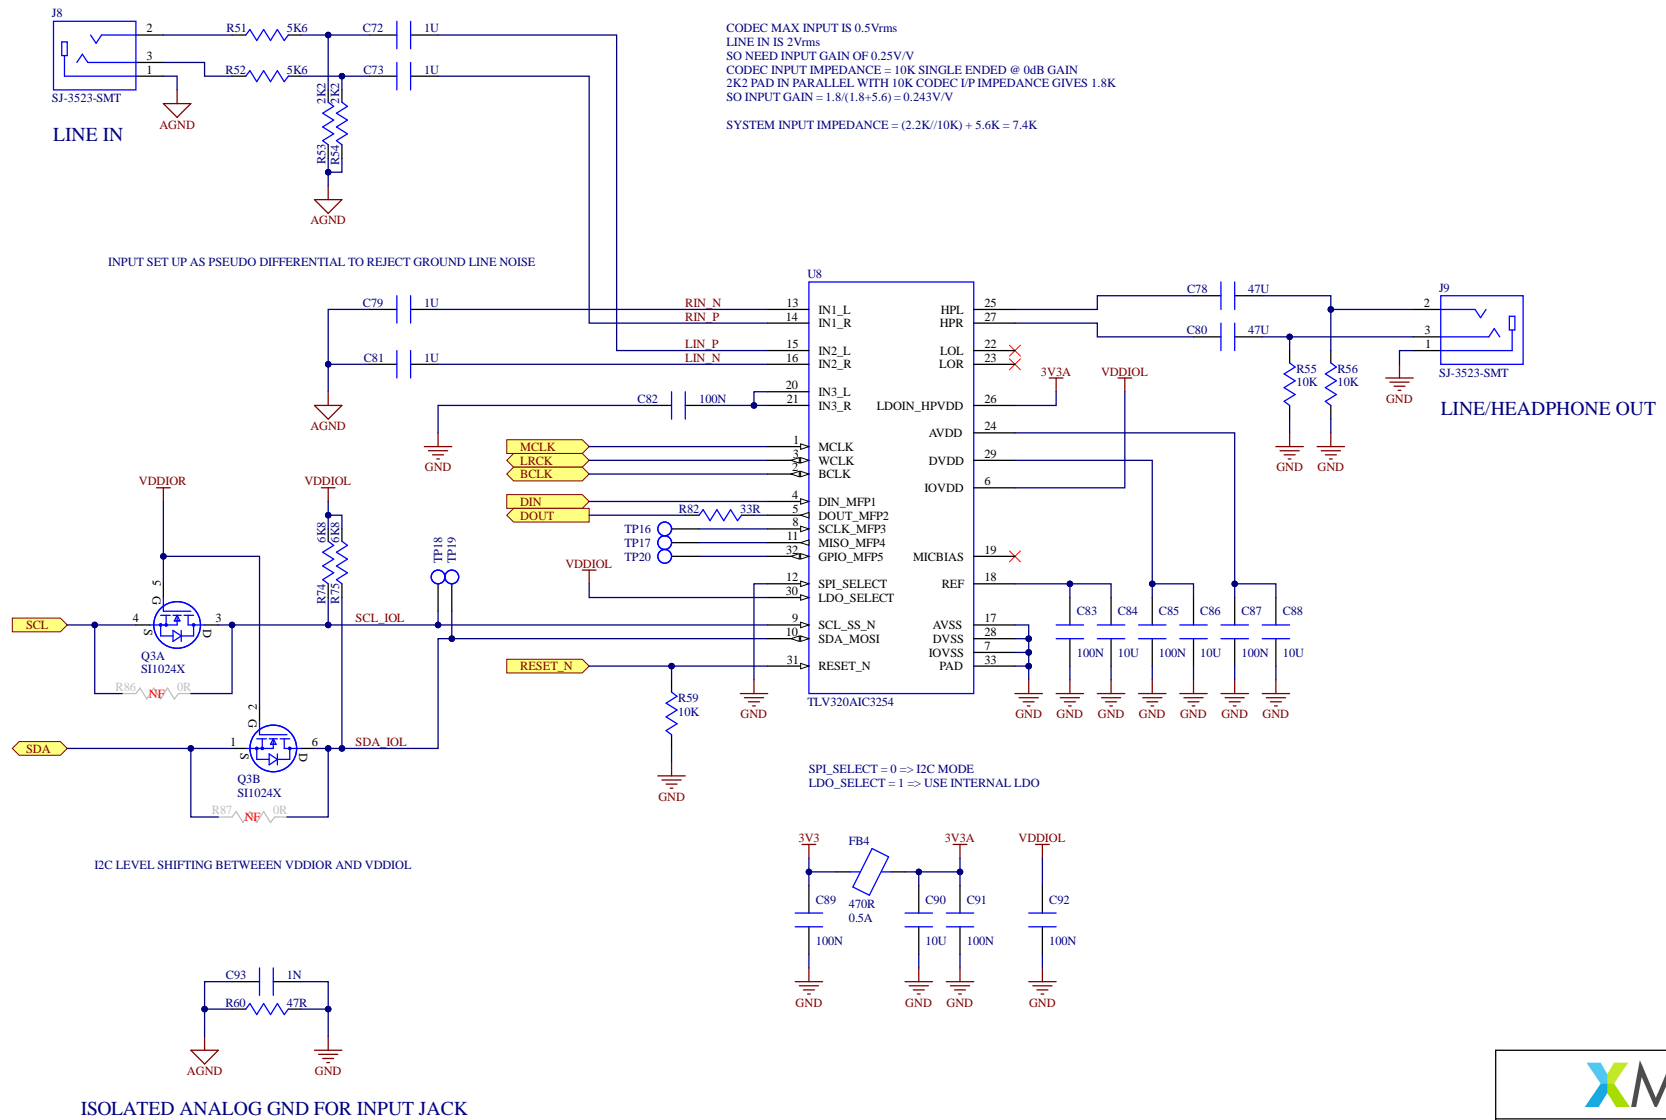 J8
2
3
1
SJ-3523-SMT
LINE IN
AGND
R51 5K6
R52 5K6
C72 1U
C73 1U
2K2
2K2
R53
R54
AGND
CODEC MAX INPUT IS 0.5Vrms
LINE IN IS 2Vrms
SO NEED INPUT GAIN OF 0.25V/V
CODEC INPUT IMPEDANCE = 10K SINGLE ENDED @ 0dB GAIN
2K2 PAD IN PARALLEL WITH 10K CODEC I/P IMPEDANCE GIVES 1.8K
SO INPUT GAIN = 1.8/(1.8+5.6) = 0.243V/V
SYSTEM INPUT IMPEDANCE = (2.2K//10K) + 5.6K = 7.4K
INPUT SET UP AS PSEUDO DIFFERENTIAL TO REJECT GROUND LINE NOISE
C79 1U
C81 1U
AGND
RIN_N
RIN_P
LIN_P
LIN_N
C82 100N
GND
U8
13 IN1_L
14 IN1_R
15 IN2_L
16 IN2_R
20 IN3_L
21 IN3_R
1 MCLK
3 WCLK
2 BCLK
4 DIN_MFP1
5 DOUT_MFP2
8 SCLK_MFP3
11 MISO_MFP4
32 GPIO_MFP5
12 SPI_SELECT
30 LDO_SELECT
9 SCL_SS_N
10 SDA_MOSI
31 RESET_N
HPL 25
HPR 27
LOL 22
LOR 23
LDOIN_HPVDD 26
AVDD 24
DVDD 29
IOVDD 6
MICBIAS 19
REF 18
AVSS 17
DVSS 28
IOVSS 7
PAD 33
TLV320AIC3254
MCLK
LRCK
BCLK
DIN
DOUT
R82 33R
TP16
TP17
TP20
VDDIOL
RESET_N
R59
10K
GND
GND
3V3A
VDDIOL
C78 47U
C80 47U
R55
10K
R56
10K
GND
GND
J9
2
3
1
SJ-3523-SMT
GND
LINE/HEADPHONE OUT
C83
100N
C84
10U
C85
100N
C86
10U
C87
100N
C88
10U
GND
GND
GND
GND
GND
GND
GND
VDDIOR
VDDIOL
6K8
6K8
R74
R75
TP18
TP19
SCL
4
S
5
G
3
D
Q3A
SI1024X
R86 NF 0R
SCL_IOL
SDA
1
S
2
G
6
D
Q3B
SI1024X
R87 NF 0R
SDA_IOL
I2C LEVEL SHIFTING BETWEEEN VDDIOR AND VDDIOL
SPI_SELECT = 0 => I2C MODE
LDO_SELECT = 1 => USE INTERNAL LDO
3V3
FB4
470R
0.5A
3V3A
VDDIOL
C89
100N
C90
10U
C91
100N
C92
100N
GND
GND
GND
GND
C93 1N
R60 47R
AGND
GND
ISOLATED ANALOG GND FOR INPUT JACK
XM